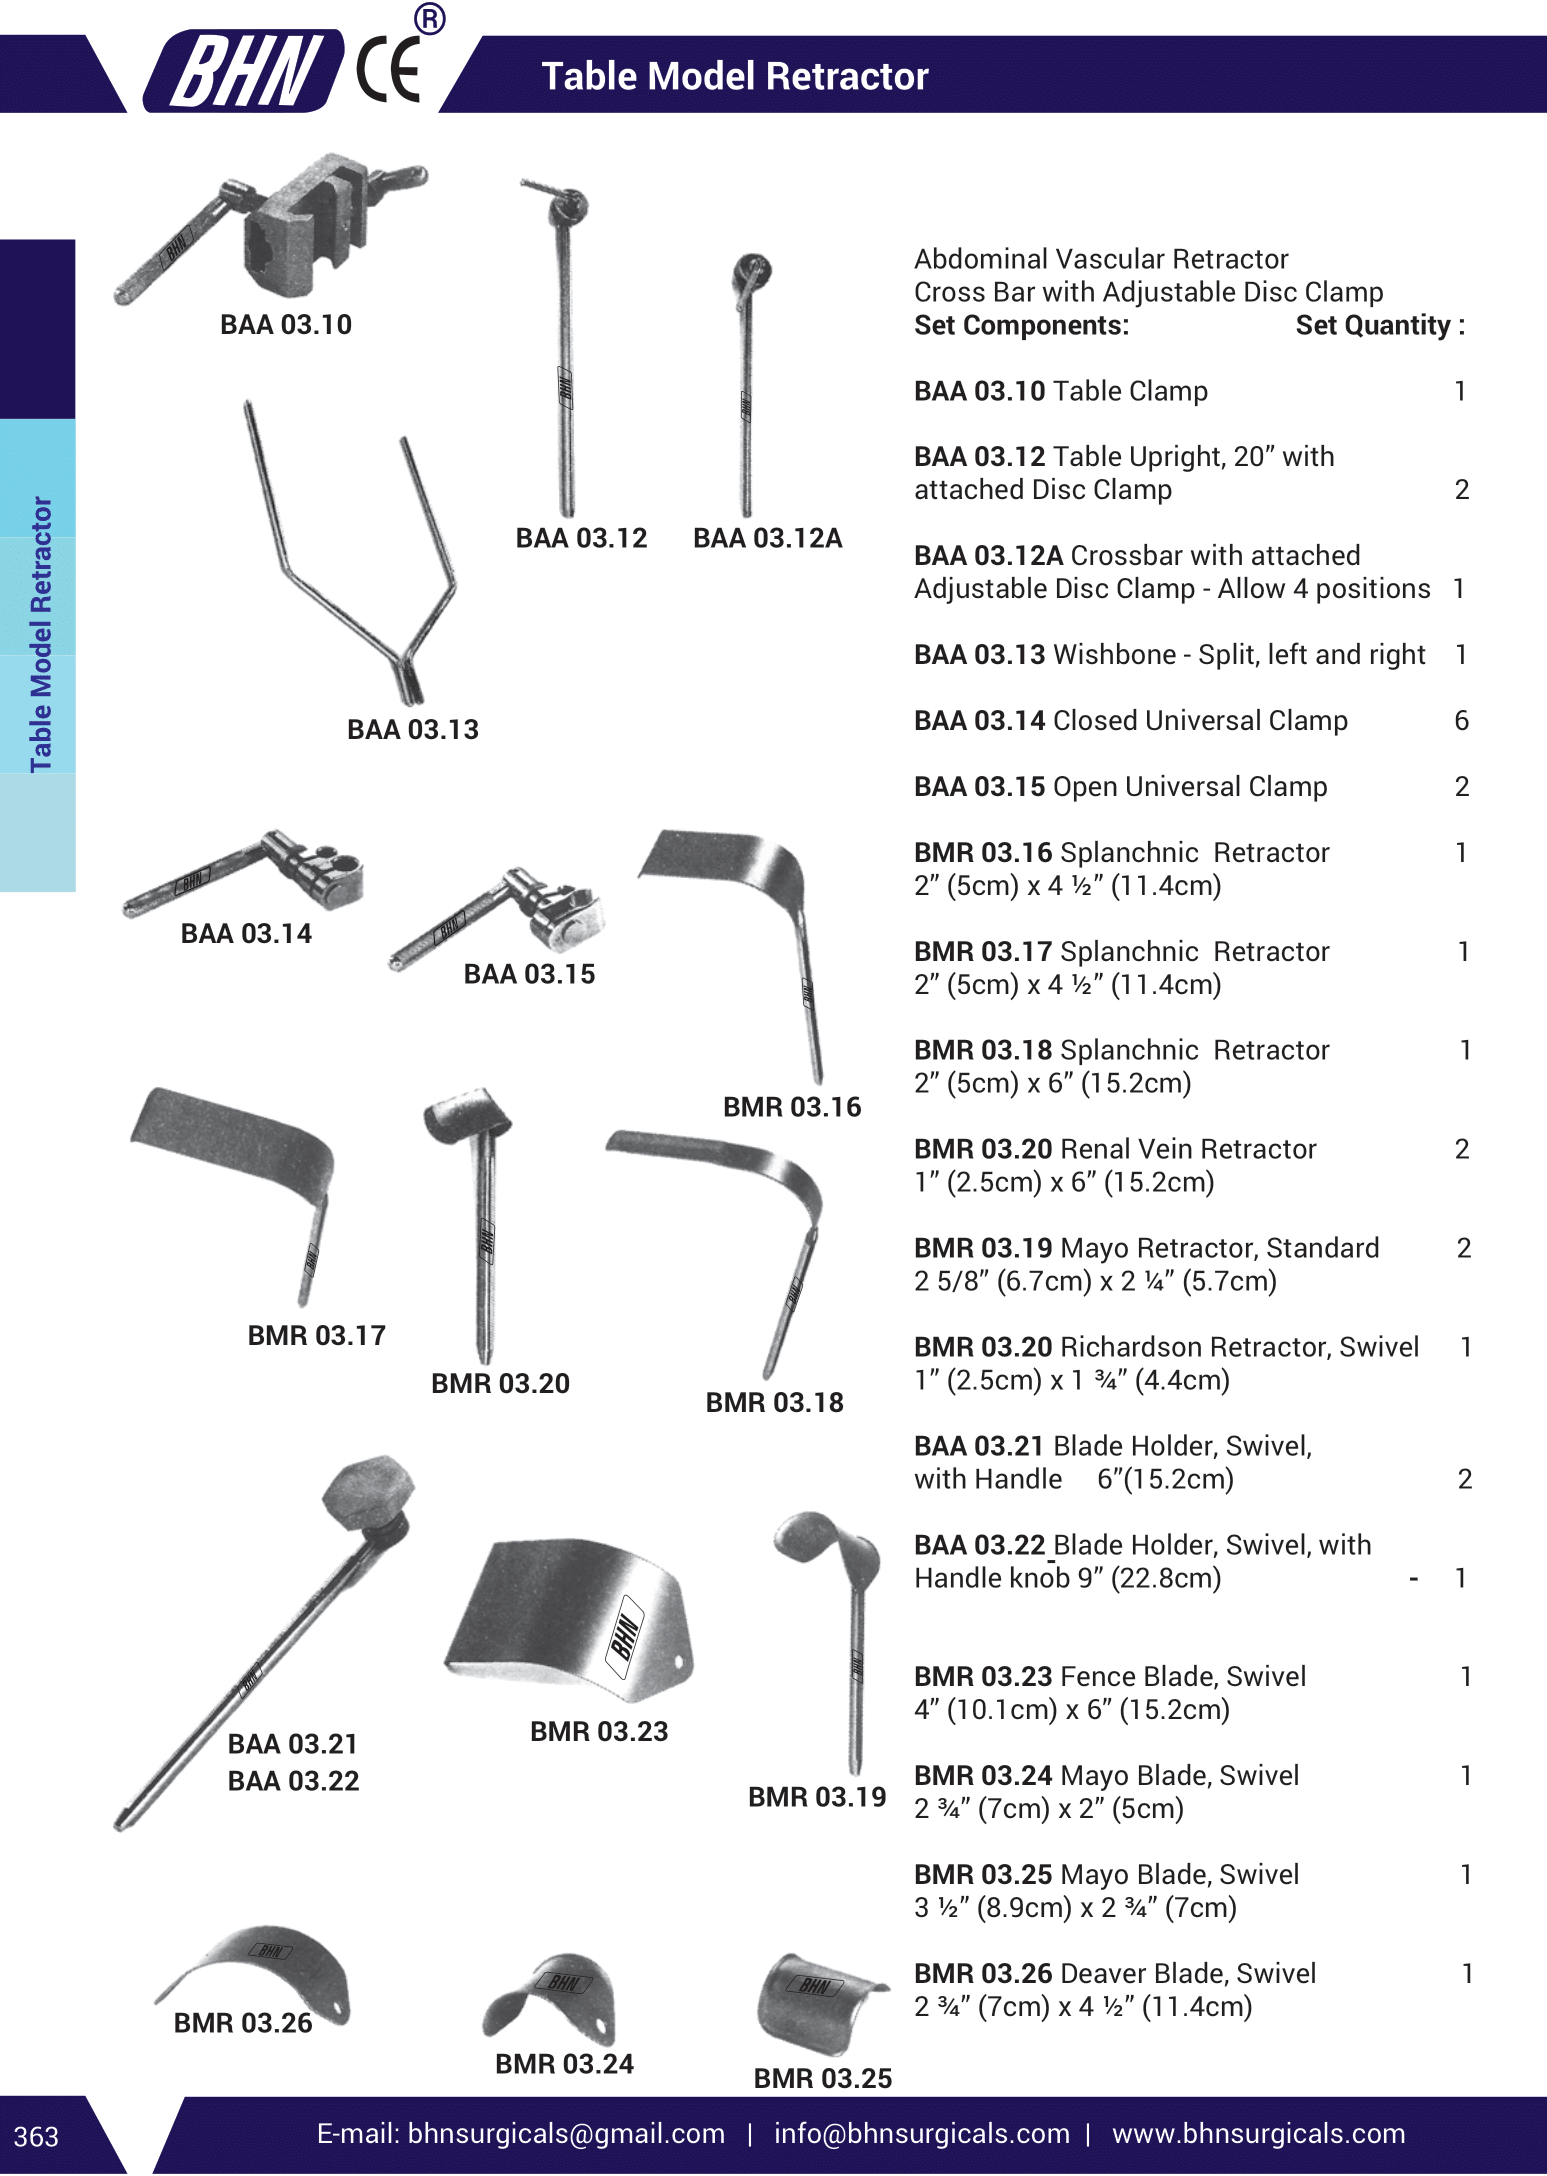 BHN CE ®
Table Model Retractor
Table Model Retractor
BHN
BAA 03.10
BHN
BAA 03.12
BHN
BAA 03.12A
BAA 03.13
BHN
BAA 03.14
BHN
BAA 03.15
BHN
BMR 03.16
BHN
BMR 03.17
BHN
BMR 03.20
BHN
BMR 03.18
BHN
BAA 03.21
BAA 03.22
BHN
BMR 03.23
BHN
BMR 03.19
BHN
BMR 03.26
BHN
BMR 03.24
BHN
BMR 03.25
Abdominal Vascular Retractor
Cross Bar with Adjustable Disc Clamp
Set Components: Set Quantity :
BAA 03.10 Table Clamp 1
BAA 03.12 Table Upright, 20” with
attached Disc Clamp 2
BAA 03.12A Crossbar with attached
Adjustable Disc Clamp - Allow 4 positions 1
BAA 03.13 Wishbone - Split, left and right 1
BAA 03.14 Closed Universal Clamp 6
BAA 03.15 Open Universal Clamp 2
BMR 03.16 Splanchnic Retractor 1
2” (5cm) x 4 ½” (11.4cm)
BMR 03.17 Splanchnic Retractor 1
2” (5cm) x 4 ½” (11.4cm)
BMR 03.18 Splanchnic Retractor 1
2” (5cm) x 6” (15.2cm)
BMR 03.20 Renal Vein Retractor 2
1” (2.5cm) x 6” (15.2cm)
BMR 03.19 Mayo Retractor, Standard 2
2 5/8” (6.7cm) x 2 ¼” (5.7cm)
BMR 03.20 Richardson Retractor, Swivel 1
1” (2.5cm) x 1 ¾” (4.4cm)
BAA 03.21 Blade Holder, Swivel,
with Handle 6”(15.2cm) 2
BAA 03.22 Blade Holder, Swivel, with
Handle knob 9” (22.8cm) - 1
BMR 03.23 Fence Blade, Swivel 1
4” (10.1cm) x 6” (15.2cm)
BMR 03.24 Mayo Blade, Swivel 1
2 ¾” (7cm) x 2” (5cm)
BMR 03.25 Mayo Blade, Swivel 1
3 ½” (8.9cm) x 2 ¾” (7cm)
BMR 03.26 Deaver Blade, Swivel 1
2 ¾” (7cm) x 4 ½” (11.4cm)
363
E-mail: bhnsurgicals@gmail.com | info@bhnsurgicals.com | www.bhnsurgicals.com